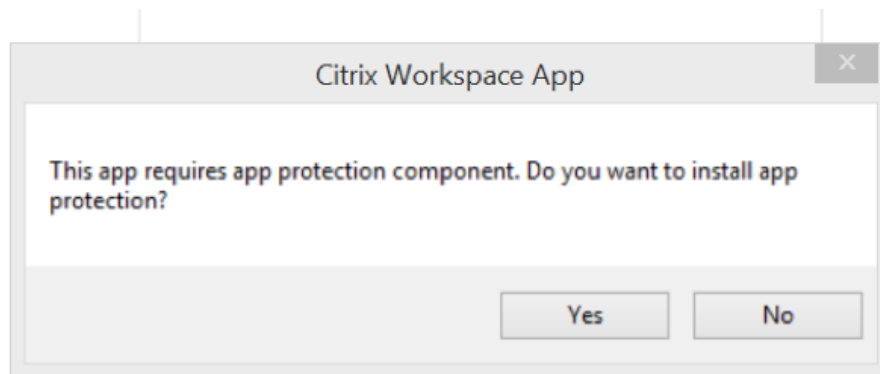 Citrix Workspace App
This app requires app protection component. Do you want to install app
protection?
Yes
No